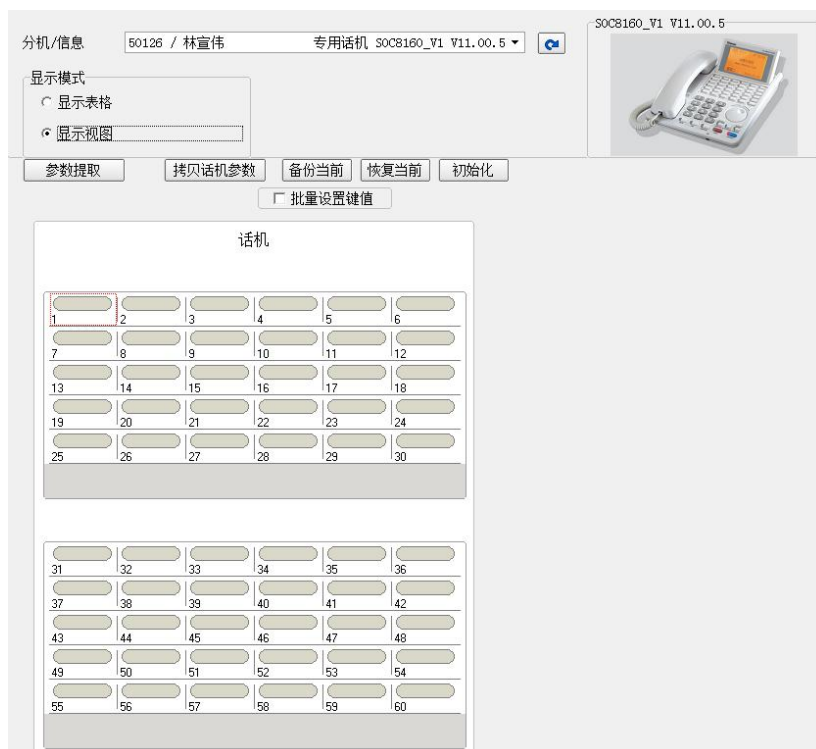 SOC8160_V1 V11.00.5
分机/信息 50126 / 林宣伟 专用话机 SOC8160_V1 V11.00.5
显示模式
显示表格
显示视图
参数提取 拷贝话机参数 备份当前 恢复当前 初始化
批量设置键值
话机
1 2 3 4 5 6
7 8 9 10 11 12
13 14 15 16 17 18
19 20 21 22 23 24
25 26 27 28 29 30
31 32 33 34 35 36
37 38 39 40 41 42
43 44 45 46 47 48
49 50 51 52 53 54
55 56 57 58 59 60